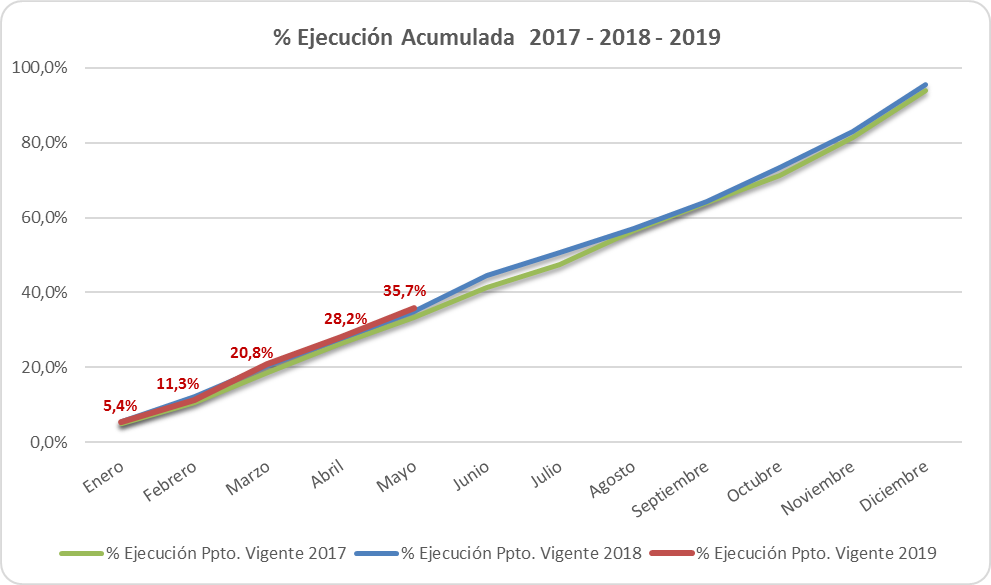 % Ejecución Acumulada 2017 - 2018 - 2019
100,0%
80,0%
60,0%
40,0%
20,0%
0,0%
5,4%
11,3%
20,8%
28,2%
35,7%
Enero
Febrero
Marzo
Abril
Mayo
Junio
Julio
Agosto
Septiembre
Octubre
Noviembre
Diciembre
% Ejecución Ppto. Vigente 2017
% Ejecución Ppto. Vigente 2018
% Ejecución Ppto. Vigente 2019